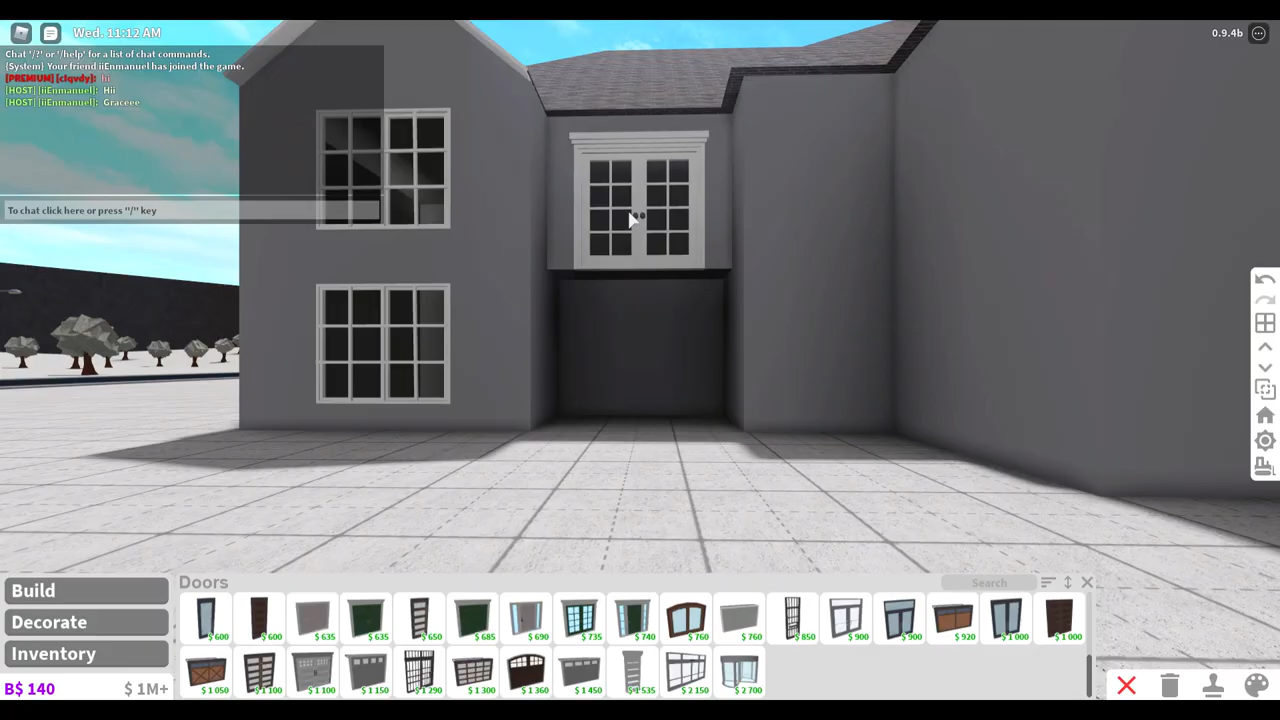 Wed. 11:12 AM
0.9.4b
Chat '/?' or '/help' for a list of chat commands.
{System} Your friend iiEnmanuel has joined the game.
[PREMIUM] [clqvdy]: hi
[HOST] [iiEnmanuel]: Hii
[HOST] [iiEnmanuel]: Graceee
To chat click here or press "/" key
Build
Decorate
Inventory
B$ 140
$ 1M+
Doors
Search
$ 600
$ 600
$ 635
$ 635
$ 650
$ 685
$ 690
$ 735
$ 740
$ 760
$ 760
$ 850
$ 900
$ 900
$ 920
$ 1 000
$ 1 000
$ 1 050
$ 1 100
$ 1 100
$ 1 150
$ 1 290
$ 1 300
$ 1 360
$ 1 450
$ 1 535
$ 2 150
$ 2 700